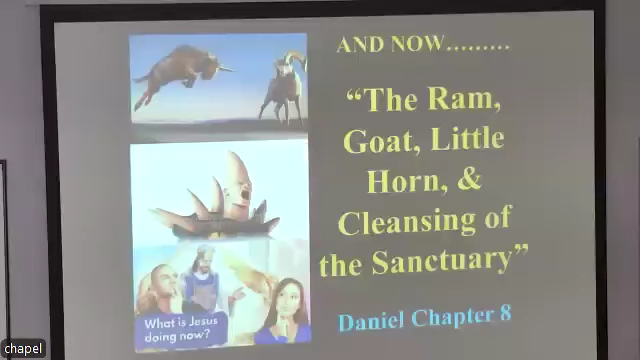 AND NOW.........
“The Ram,
Goat, Little
Horn, &
Cleansing of
the Sanctuary”
Daniel Chapter 8
What is Jesus
doing now?
chapel